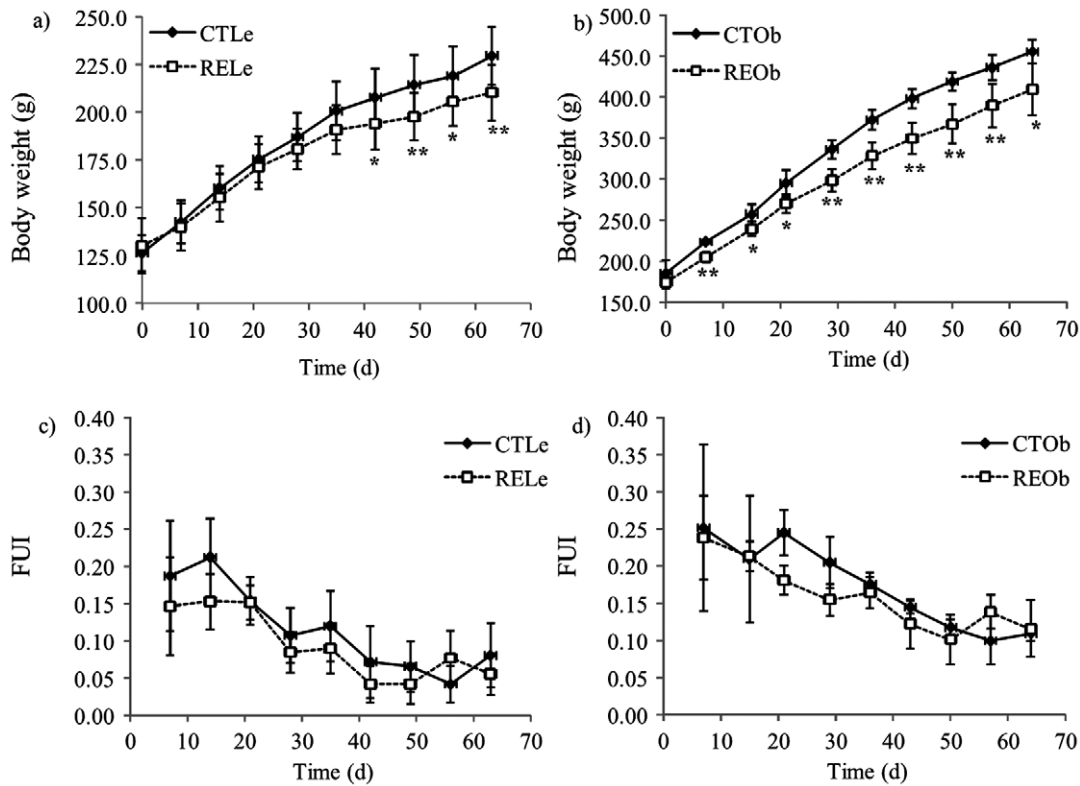 a)
250.0
225.0
200.0
175.0
150.0
125.0
100.0
Body weight (g)
CTLe
RELe
*
**
*
**
0 10 20 30 40 50 60 70
Time (d)
b)
500.0
450.0
400.0
350.0
300.0
250.0
200.0
150.0
Body weight (g)
CTOb
REOb
**
*
*
**
**
**
**
**
*
0 10 20 30 40 50 60 70
Time (d)
c)
0.40
0.35
0.30
0.25
0.20
0.15
0.10
0.05
0.00
FUI
CTLe
RELe
0 10 20 30 40 50 60 70
Time (d)
d)
0.40
0.35
0.30
0.25
0.20
0.15
0.10
0.05
0.00
FUI
CTOb
REOb
0 10 20 30 40 50 60 70
Time (d)